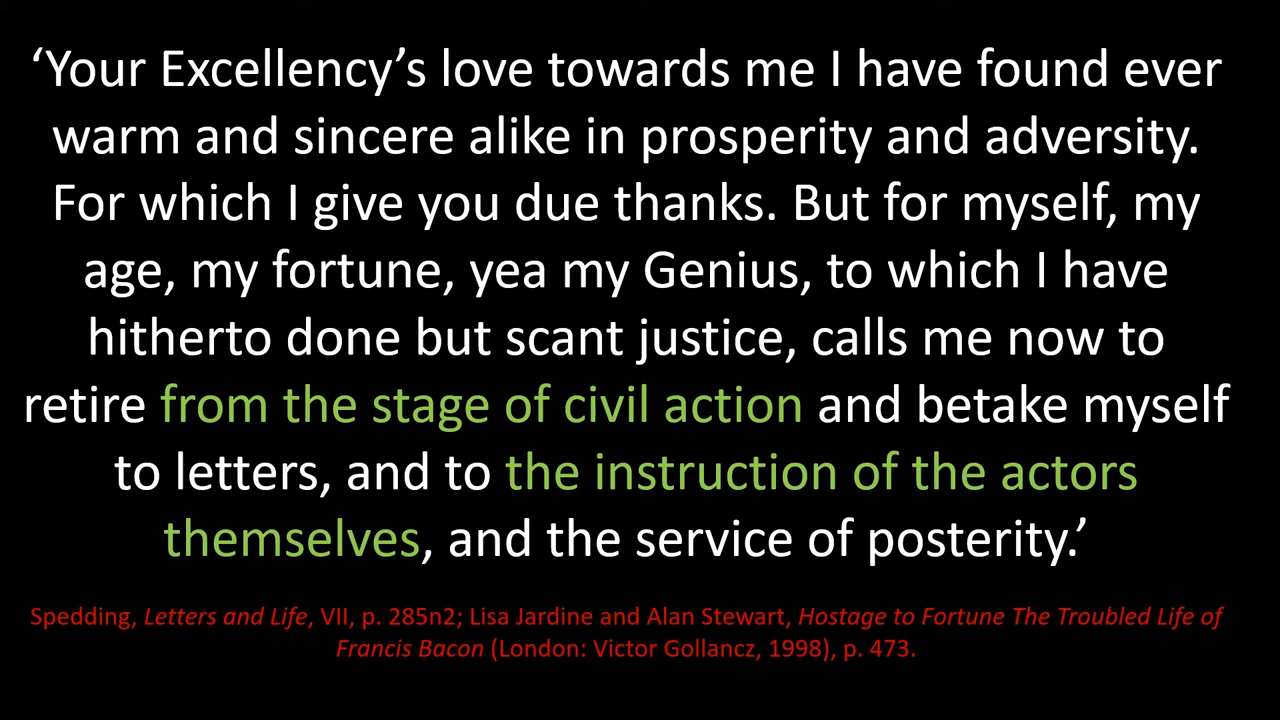 ‘Your Excellency’s love towards me I have found ever
warm and sincere alike in prosperity and adversity.
For which I give you due thanks. But for myself, my
age, my fortune, yea my Genius, to which I have
hitherto done but scant justice, calls me now to
retire from the stage of civil action and betake myself
to letters, and to the instruction of the actors
themselves, and the service of posterity.’
Spedding, Letters and Life, VII, p. 285n2; Lisa Jardine and Alan Stewart, Hostage to Fortune The Troubled Life of
Francis Bacon (London: Victor Gollancz, 1998), p. 473.